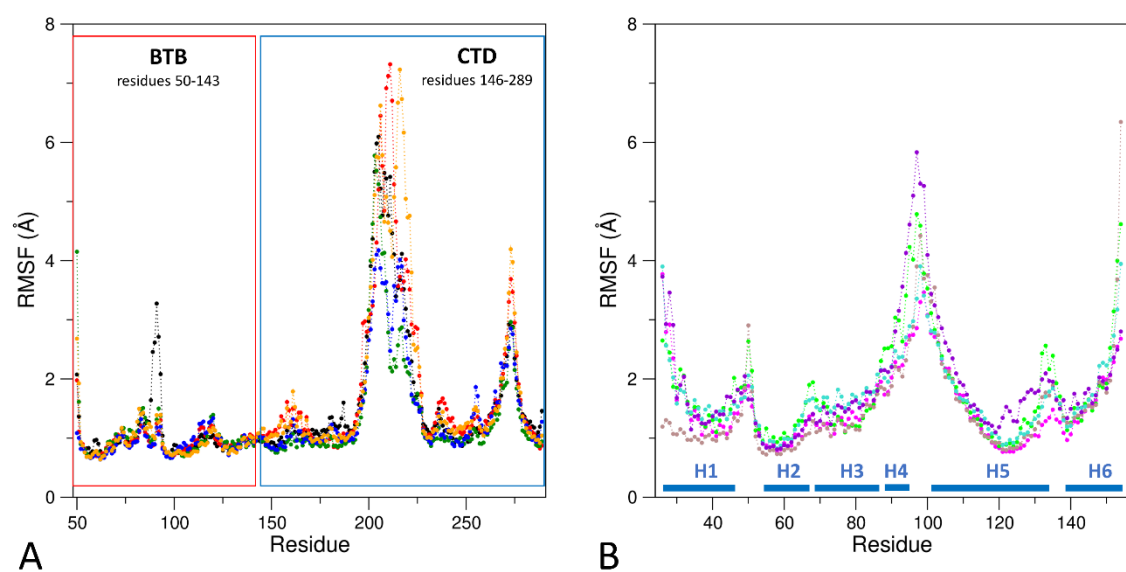 8
6
4
2
0
RMSF (Å)
BTB
residues 50-143
CTD
residues 146-289
50
100
150
200
250
Residue
A
8
6
4
2
0
RMSF (Å)
H1
H2
H3
H4
H5
H6
40
60
80
100
120
140
Residue
B